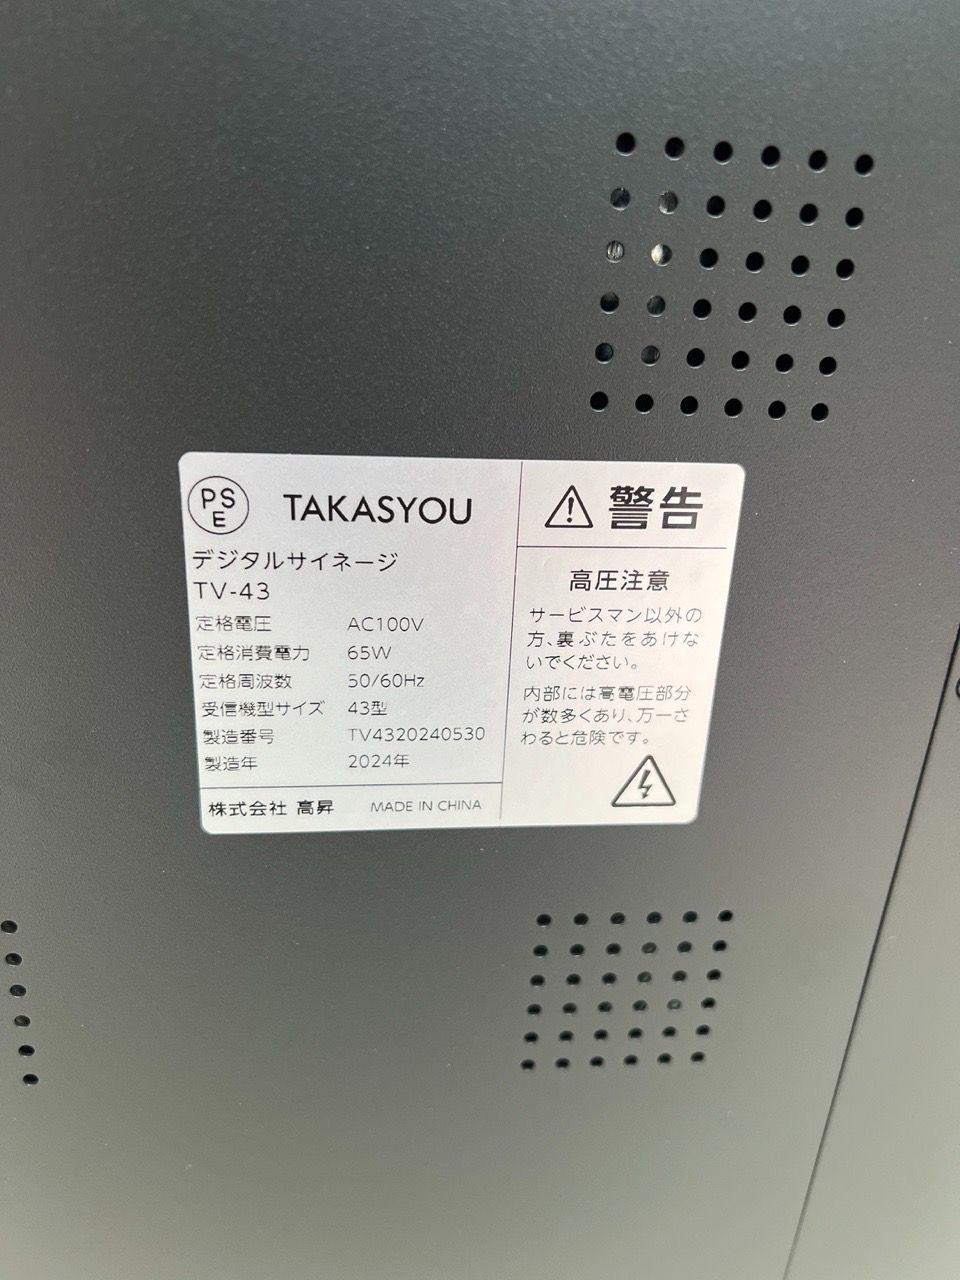 PSE
TAKASYOU
デジタルサイネージ
TV-43
定格電圧 AC100V
定格消費電力 65W
定格周波数 50/60Hz
受信機型サイズ 43型
製造番号 TV4320240530
製造年 2024年
株式会社 高昇 MADE IN CHINA
警告
高圧注意
サービスマン以外の
方、裏ぶたをあけな
いでください。
内部には高電圧部分
が数多くあり、万一さ
わると危険です。